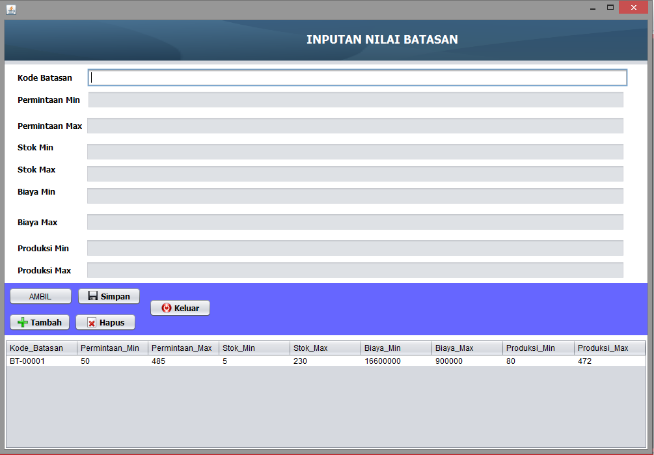 INPUTAN NILAI BATASAN
Kode Batasan
Permintaan Min
Permintaan Max
Stok Min
Stok Max
Biaya Min
Biaya Max
Produksi Min
Produksi Max
AMBIL Simpan
Keluar
Tambah Hapus
Kode_Batasan Permintaan_Min Permintaan_Max Stok_Min Stok_Max Biaya_Min Biaya_Max Produksi_Min Produksi_Max
BT-00001 50 485 5 230 16600000 900000 80 472